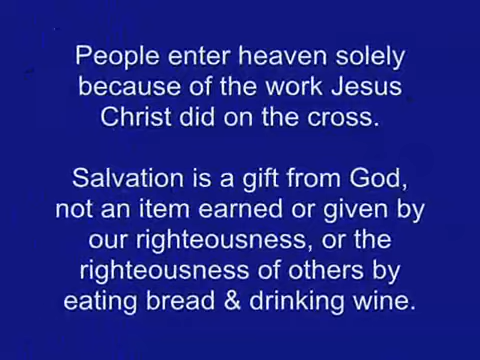 People enter heaven solely
because of the work Jesus
Christ did on the cross.
Salvation is a gift from God,
not an item earned or given by
our righteousness, or the
righteousness of others by
eating bread & drinking wine.